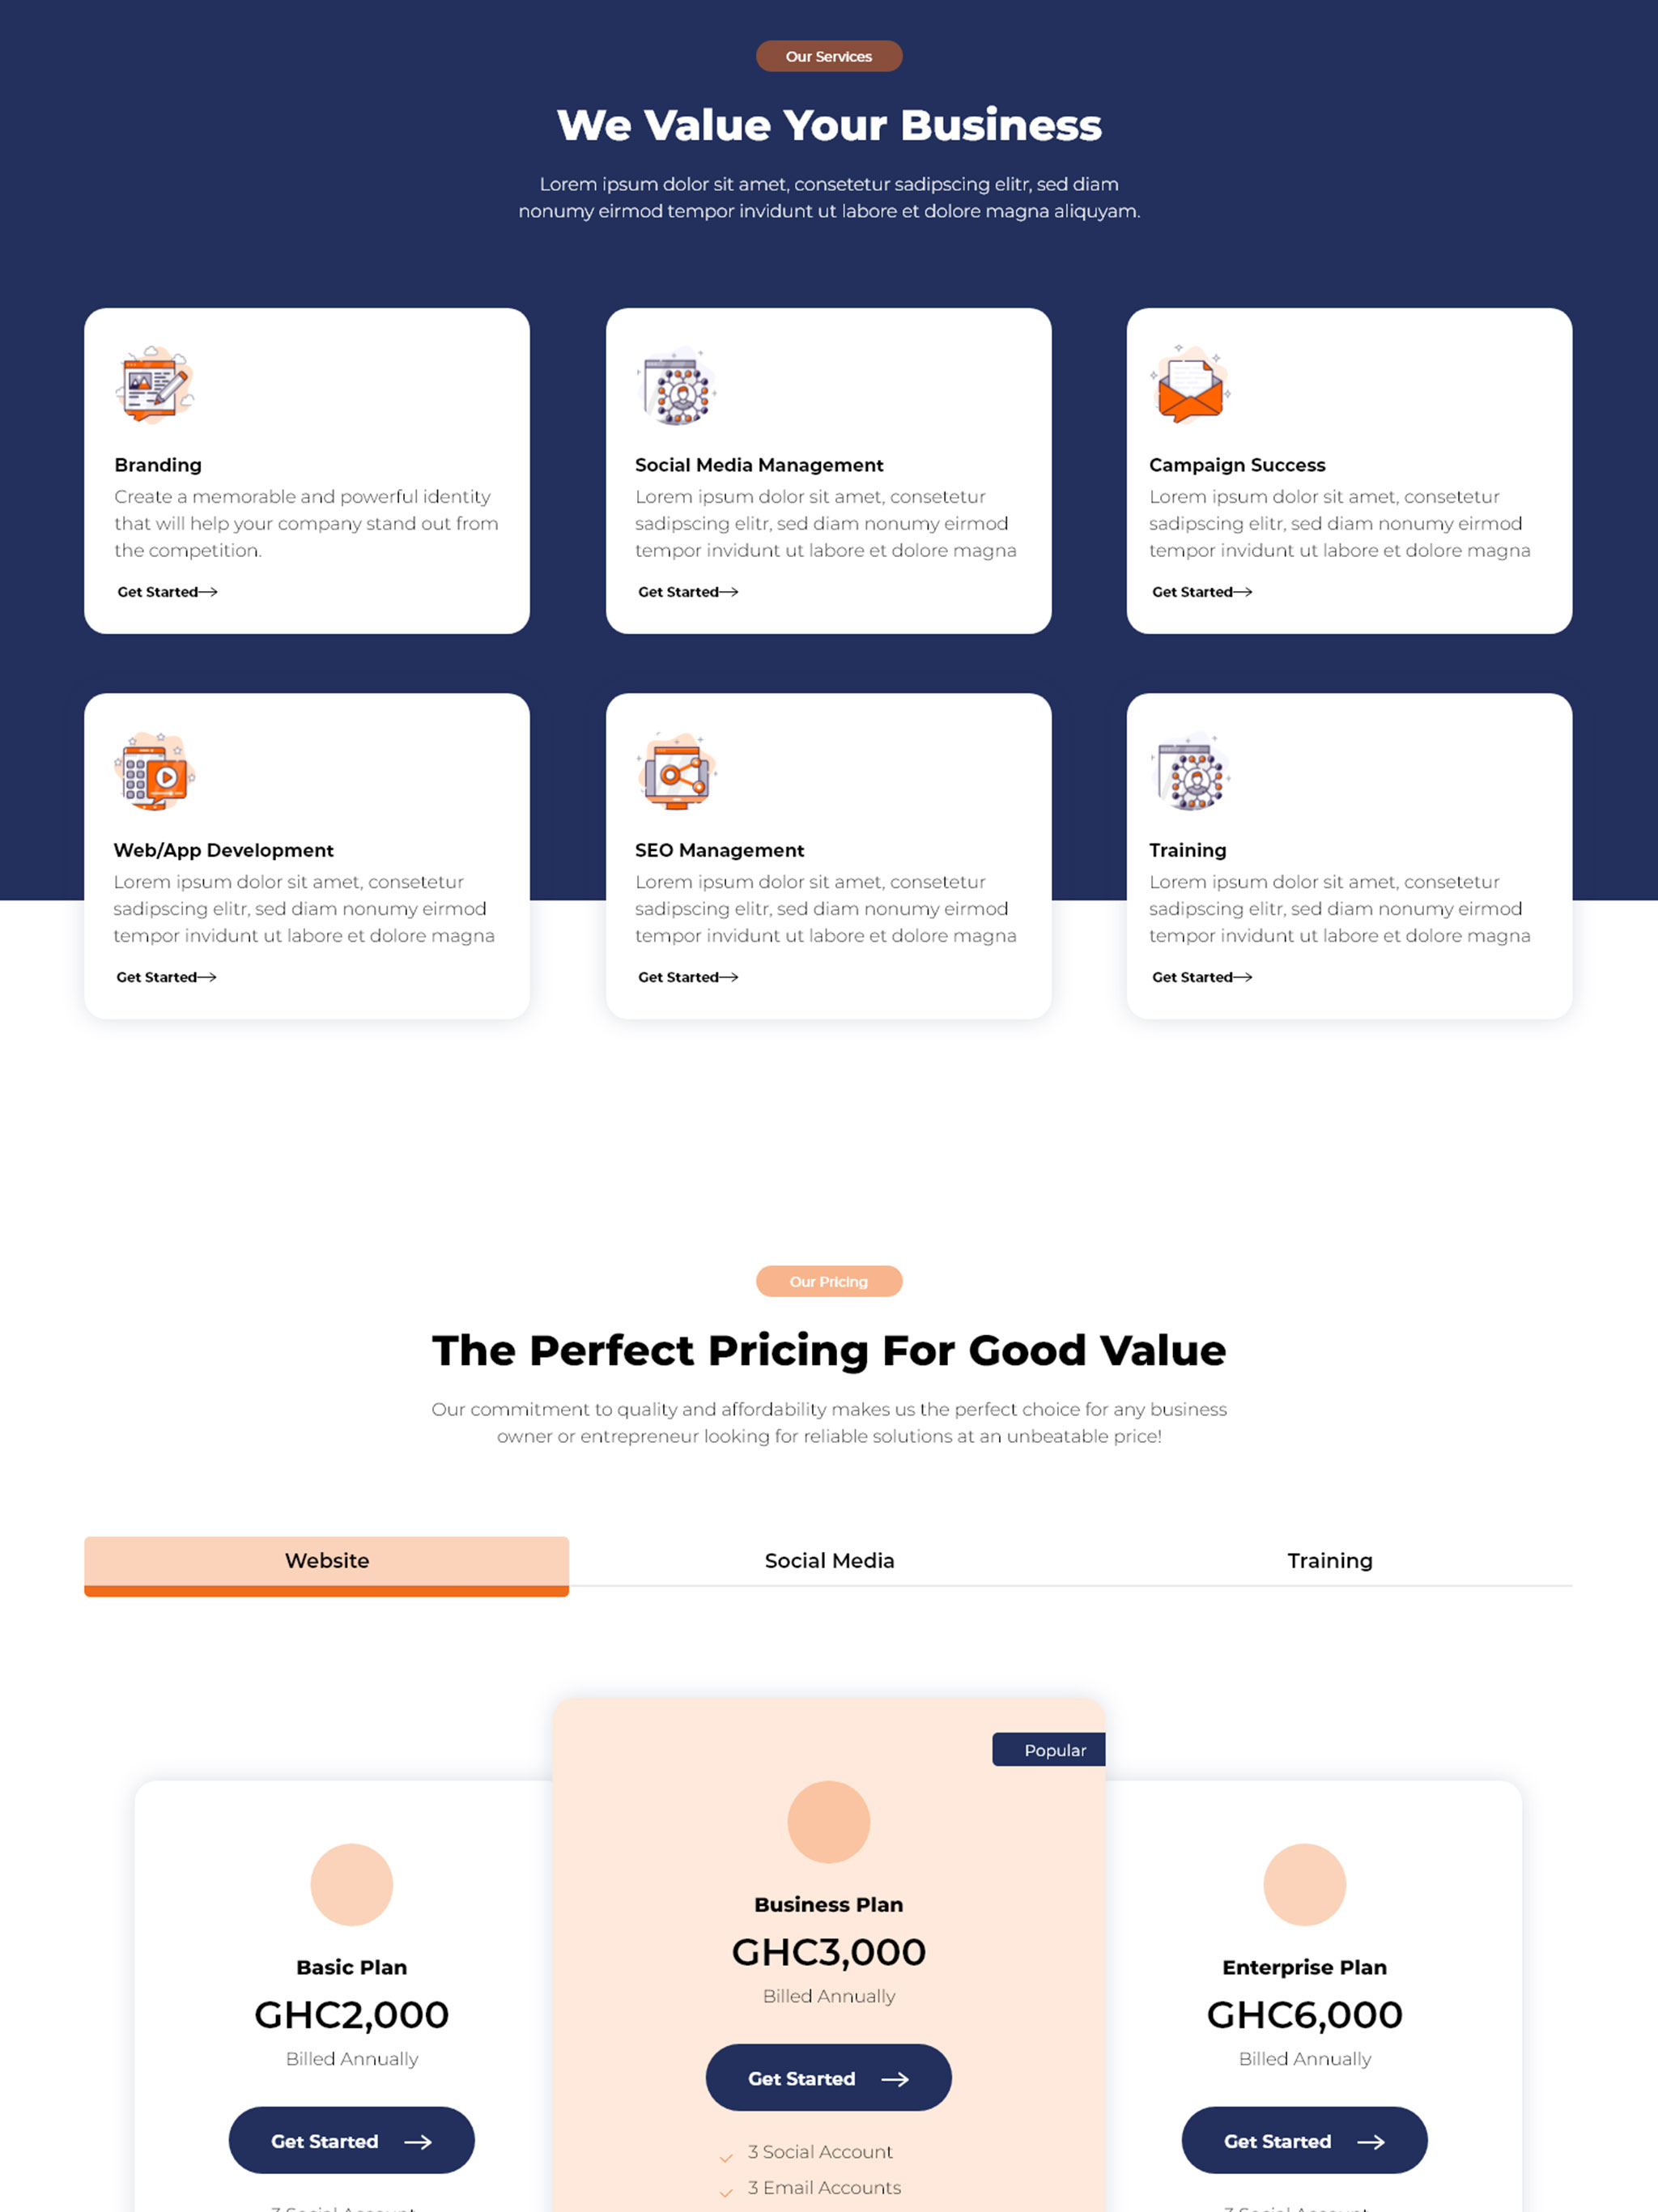 Our Services
We Value Your Business
Lorem ipsum dolor sit amet, consetetur sadipscing elitr, sed diam
nonumy eirmod tempor invidunt ut labore et dolore magna aliquyam.
Branding
Create a memorable and powerful identity
that will help your company stand out from
the competition.
Get Started
Social Media Management
Lorem ipsum dolor sit amet, consetetur
sadipscing elitr, sed diam nonumy eirmod
tempor invidunt ut labore et dolore magna
Get Started
Campaign Success
Lorem ipsum dolor sit amet, consetetur
sadipscing elitr, sed diam nonumy eirmod
tempor invidunt ut labore et dolore magna
Get Started
Web/App Development
Lorem ipsum dolor sit amet, consetetur
sadipscing elitr, sed diam nonumy eirmod
tempor invidunt ut labore et dolore magna
Get Started
SEO Management
Lorem ipsum dolor sit amet, consetetur
sadipscing elitr, sed diam nonumy eirmod
tempor invidunt ut labore et dolore magna
Get Started
Training
Lorem ipsum dolor sit amet, consetetur
sadipscing elitr, sed diam nonumy eirmod
tempor invidunt ut labore et dolore magna
Get Started
Our Pricing
The Perfect Pricing For Good Value
Our commitment to quality and affordability makes us the perfect choice for any business
owner or entrepreneur looking for reliable solutions at an unbeatable price!
Website
Social Media
Training
Basic Plan
GHC2,000
Billed Annually
Get Started
Popular
Business Plan
GHC3,000
Billed Annually
Get Started
3 Social Account
3 Email Accounts
Enterprise Plan
GHC6,000
Billed Annually
Get Started